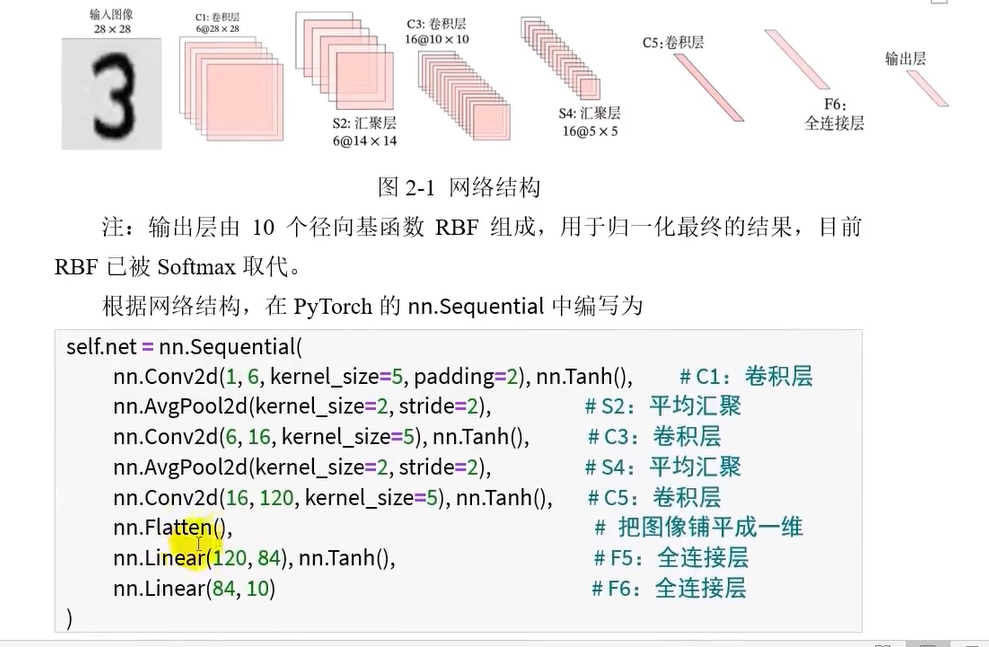 输入图像
28×28
C1: 卷积层
6@28×28
S2: 汇聚层
6@14×14
C3: 卷积层
16@10×10
S4: 汇聚层
16@5×5
C5:卷积层
F6:
全连接层
输出层
图 2-1 网络结构
注：输出层由 10 个径向基函数 RBF 组成，用于归一化最终的结果，目前
RBF 已被 Softmax 取代。
根据网络结构，在 PyTorch 的 nn.Sequential 中编写为
self.net = nn.Sequential(
nn.Conv2d(1, 6, kernel_size=5, padding=2), nn.Tanh(), # C1：卷积层
nn.AvgPool2d(kernel_size=2, stride=2), # S2：平均汇聚
nn.Conv2d(6, 16, kernel_size=5), nn.Tanh(), # C3：卷积层
nn.AvgPool2d(kernel_size=2, stride=2), # S4：平均汇聚
nn.Conv2d(16, 120, kernel_size=5), nn.Tanh(), # C5：卷积层
nn.Flatten(), # 把图像铺平成一维
nn.Linear(120, 84), nn.Tanh(), # F5：全连接层
nn.Linear(84, 10) # F6：全连接层
)